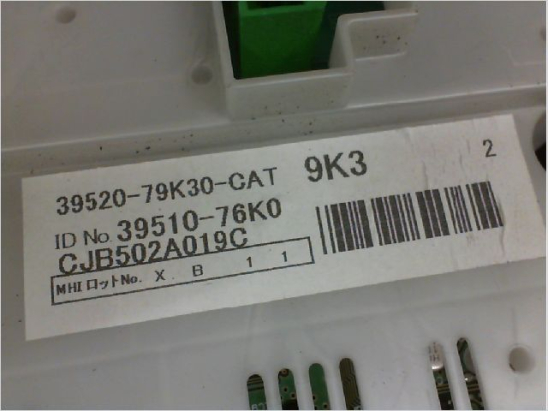 39520-79K30-CAT 9K3 2
ID No. 39510-76K0
CJB502A019C
MHIロットNo. X B 1 1